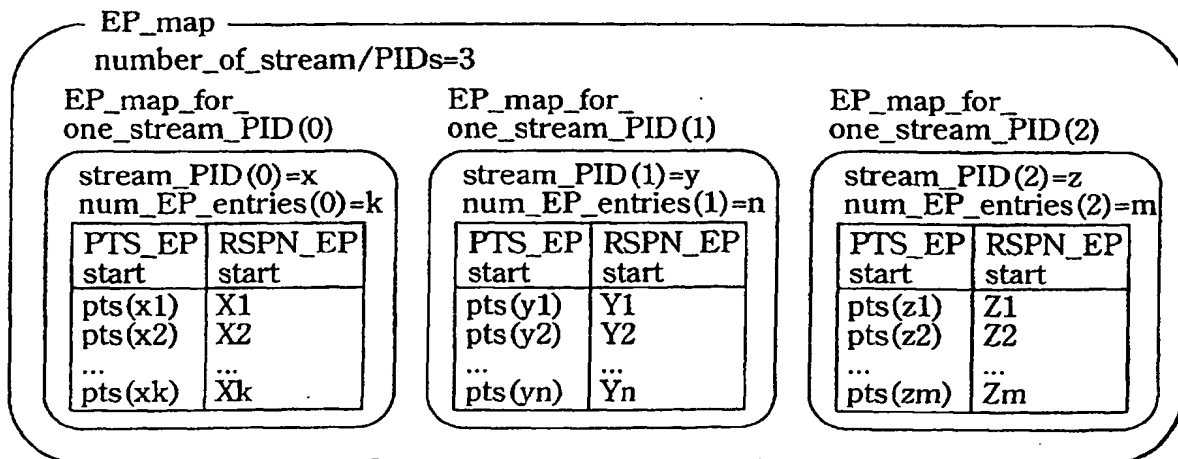 EP_map
number_of_stream/PIDs=3
EP_map_for_
one_stream_PID(0)
stream_PID(0)=x
num_EP_entries(0)=k
PTS_EP RSPN_EP
start start
pts(x1) X1
pts(x2) X2
... ...
pts(xk) Xk
EP_map_for_
one_stream_PID(1)
stream_PID(1)=y
num_EP_entries(1)=n
PTS_EP RSPN_EP
start start
pts(y1) Y1
pts(y2) Y2
... ...
pts(yn) Yn
EP_map_for_
one_stream_PID(2)
stream_PID(2)=z
num_EP_entries(2)=m
PTS_EP RSPN_EP
start start
pts(z1) Z1
pts(z2) Z2
... ...
pts(zm) Zm